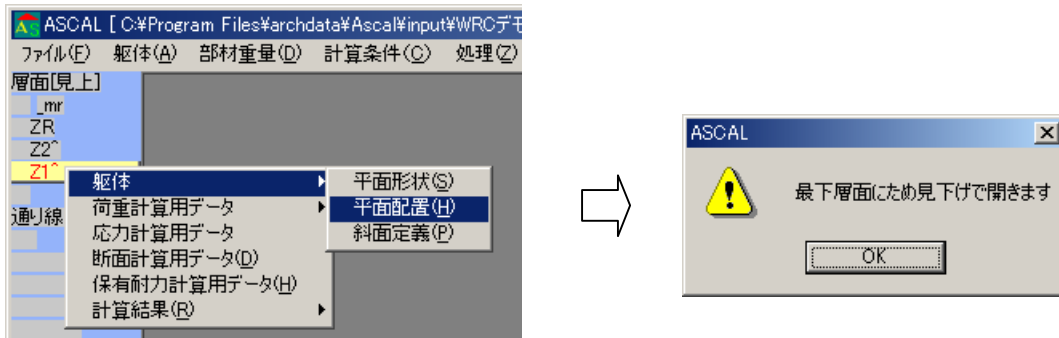 ASCAL [ C:¥Program Files¥archdata¥Ascal¥input¥WRCデモ
ファイル(F) 躯体(A) 部材重量(D) 計算条件(C) 処理(Z)
層面[見上]
_mr
ZR
Z2^
Z1^
通り線
躯体
荷重計算用データ
応力計算用データ
断面計算用データ(D)
保有耐力計算用データ(H)
計算結果(R)
平面形状(S)
平面配置(H)
斜面定義(P)
ASCAL
最下層面にため見下げで開きます
OK